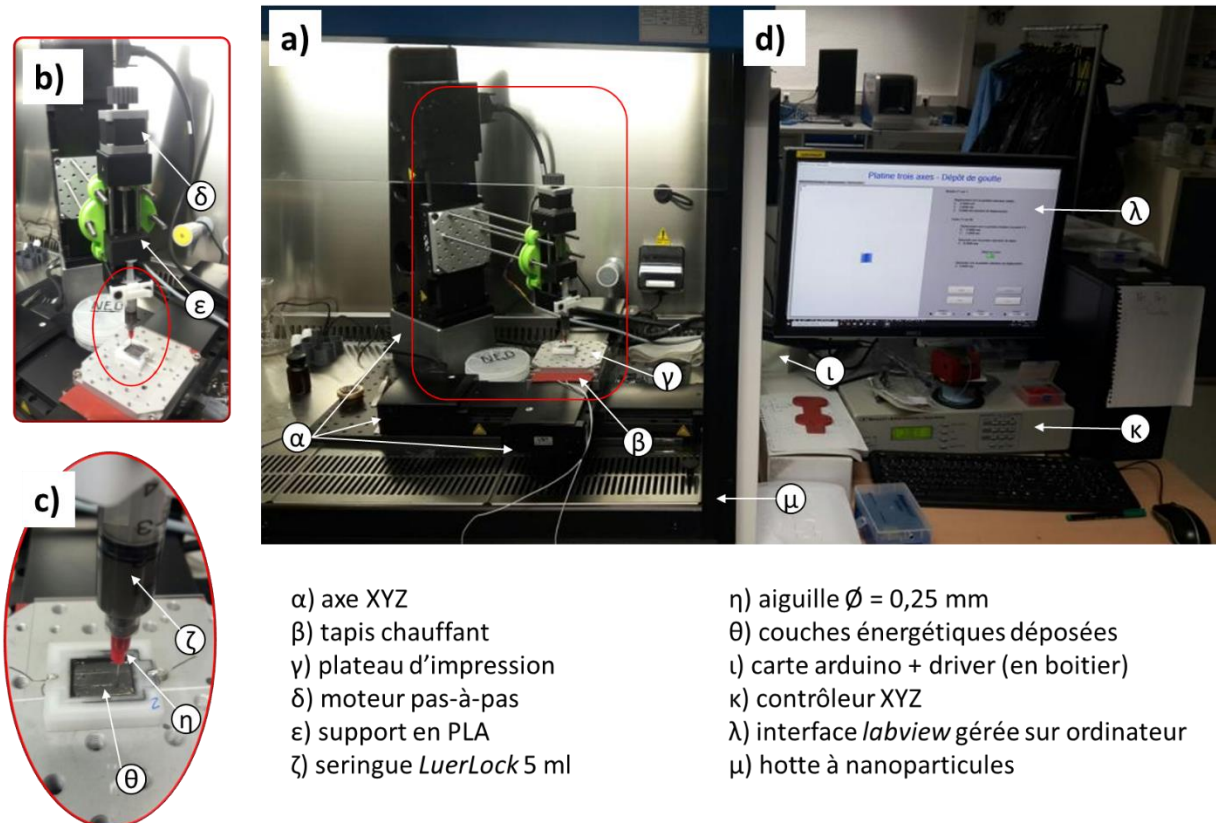 b)
a)
d)
Platine trois axes - Dépôt de goutte
δ
ε
λ
NED
γ
ι
α
β
κ
μ
c)
ζ
η
θ
α) axe XYZ
β) tapis chauffant
γ) plateau d’impression
δ) moteur pas-à-pas
ε) support en PLA
ζ) seringue LuerLock 5 ml
η) aiguille Ø = 0,25 mm
θ) couches énergétiques déposées
ι) carte arduino + driver (en boitier)
κ) contrôleur XYZ
λ) interface labview gérée sur ordinateur
μ) hotte à nanoparticules